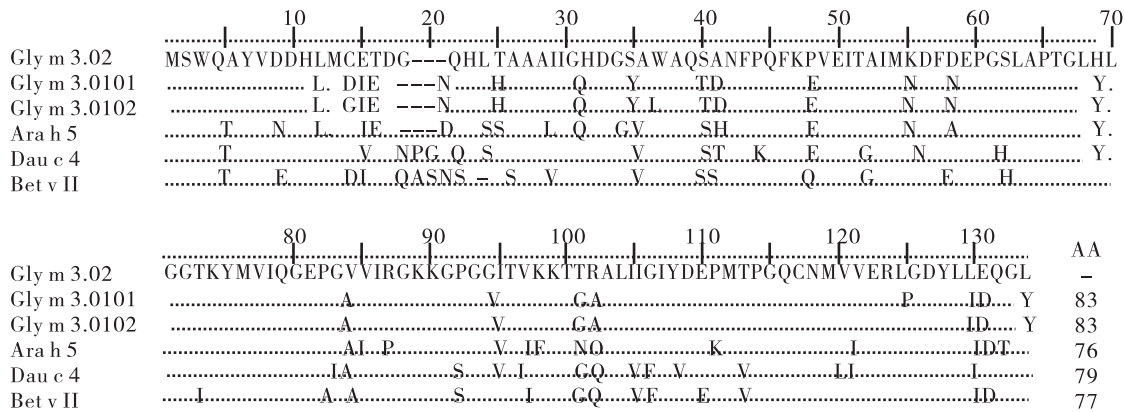 10 20 30 40 50 60 70
Gly m 3.02 MSWQAYVDDHLMCETDG---QHLTAAAIIGHDGSAWAQSANFPQFKPVEITAIMKDFDEPGSLAPTGLHL
Gly m 3.0101 ..........L.DIE---N...H.....Q...Y....TD......E......N..N..........Y.
Gly m 3.0102 ..........L.GIE---N...H.....Q...YL...TD......E......N..N..........Y.
Ara h 5 ....T...N..L..IE---D..SS...L.Q..GV....SH......E......N..A..........Y.
Dau c 4 ....T.........V..NPG.Q.S..........V....ST...K...E...G...N.....H......Y.
Bet v II ....T...E....DI..QASNS-.S..V.....V....SS.......Q...G.....E...H........
80 90 100 110 120 130 AA
Gly m 3.02 GGTKYMVIQGEPGVVIRGKKGPGGITVKKTTRALIIGIYDEPMTPGQCNMVVERLGDYLLEQGL –
Gly m 3.0101 .............A..........V.....GA......................P....ID...Y 83
Gly m 3.0102 .............A..........V.....GA...........................ID...Y 83
Ara h 5 .............AI.P........V.IF..NQ........K.........I........IDT.. 76
Dau c 4 ............IA.......S..V.L...GQ..VF.V....V......LI........I.... 79
Bet v II ..I.........A.V.......S....I...GQ..VF...E..V................ID... 77